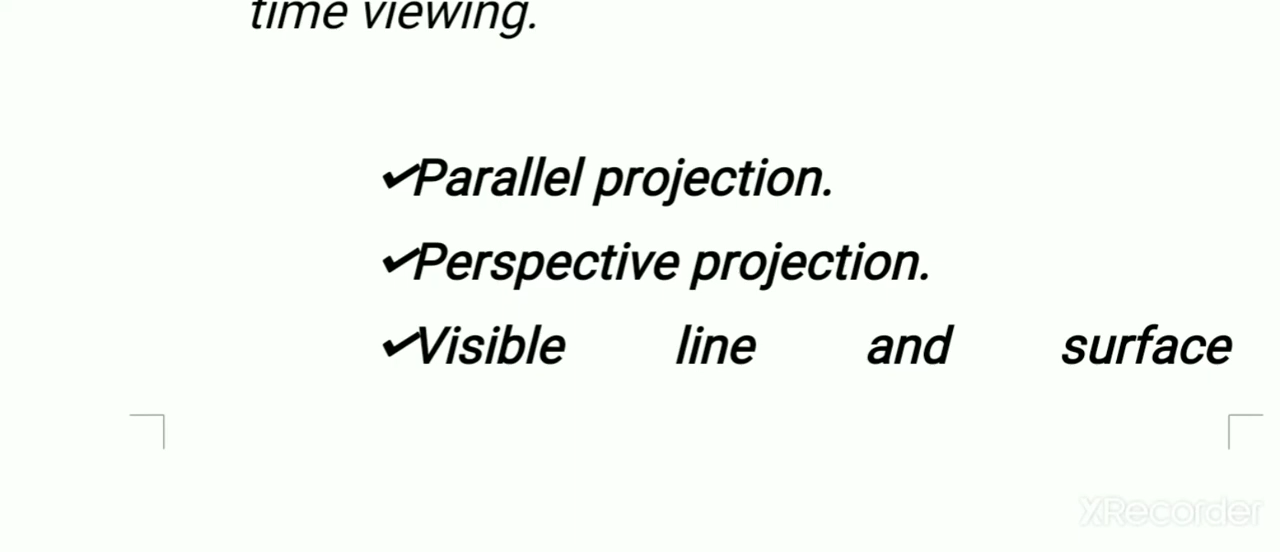 time viewing.
✓Parallel projection.
✓Perspective projection.
✓Visible line and surface
XRecorder